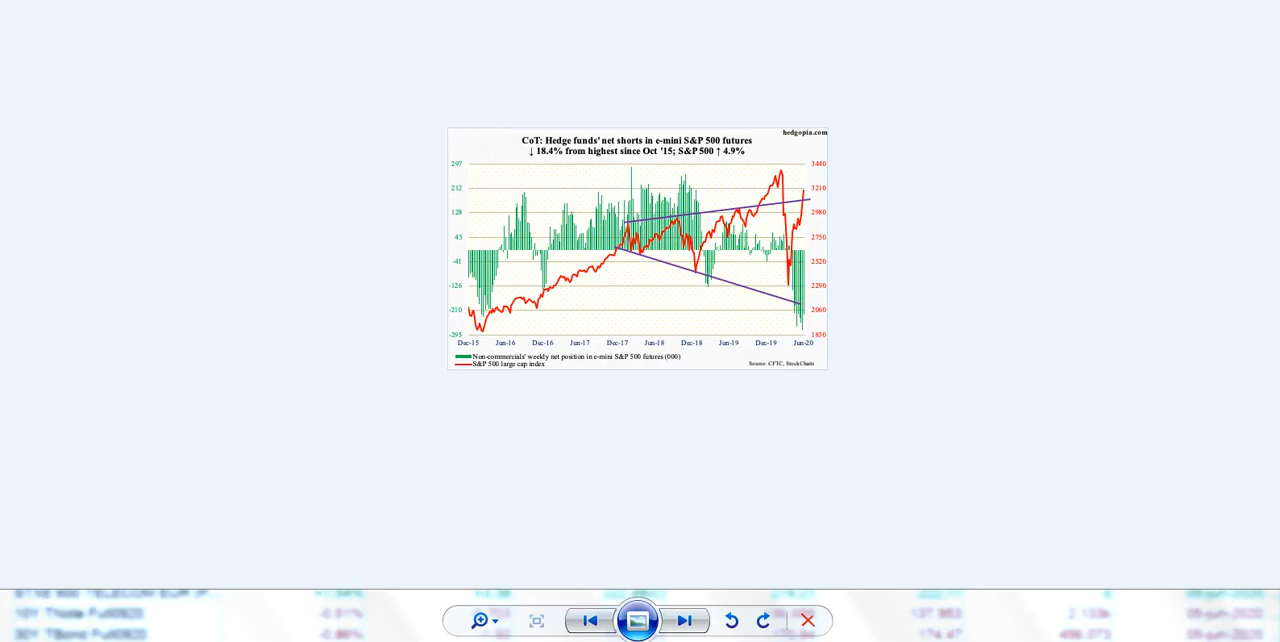 hedgopia.com
CoT: Hedge funds' net shorts in e-mini S&P 500 futures
↓ 18.4% from highest since Oct '15; S&P 500 ↑ 4.9%
297 3440
212 3210
128 2980
43 2750
-41 2520
-126 2290
-210 2060
-295 1830
Dec-15 Jun-16 Dec-16 Jun-17 Dec-17 Jun-18 Dec-18 Jun-19 Dec-19 Jun-20
Non-commercials' weekly net position in e-mini S&P 500 futures (000)
S&P 500 large cap index
Source: CFTC, StockCharts